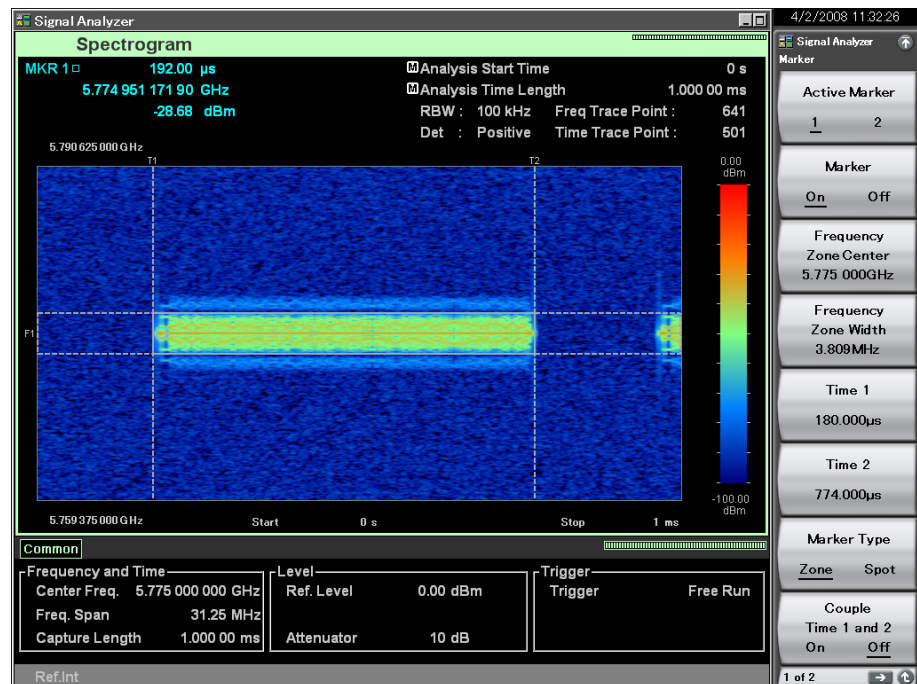 Signal Analyzer
4/2/2008 11:32:26
Spectrogram
MKR 1 192.00 µs
5.774 951 171 90 GHz
-28.68 dBm
M Analysis Start Time 0 s
M Analysis Time Length 1.000 00 ms
RBW : 100 kHz Freq Trace Point : 641
Det : Positive Time Trace Point : 501
5.790 625 000 GHz
T1
T2
0.00
dBm
F1
-100.00
dBm
5.759 375 000 GHz Start 0 s Stop 1 ms
Common
Frequency and Time
Center Freq. 5.775 000 000 GHz
Freq. Span 31.25 MHz
Capture Length 1.000 00 ms
Level
Ref. Level 0.00 dBm
Attenuator 10 dB
Trigger
Trigger Free Run
Ref.Int
Signal Analyzer
Marker
Active Marker
1 2
Marker
On Off
Frequency
Zone Center
5.775 000GHz
Frequency
Zone Width
3.809MHz
Time 1
180.000µs
Time 2
774.000µs
Marker Type
Zone Spot
Couple
Time 1 and 2
On Off
1 of 2